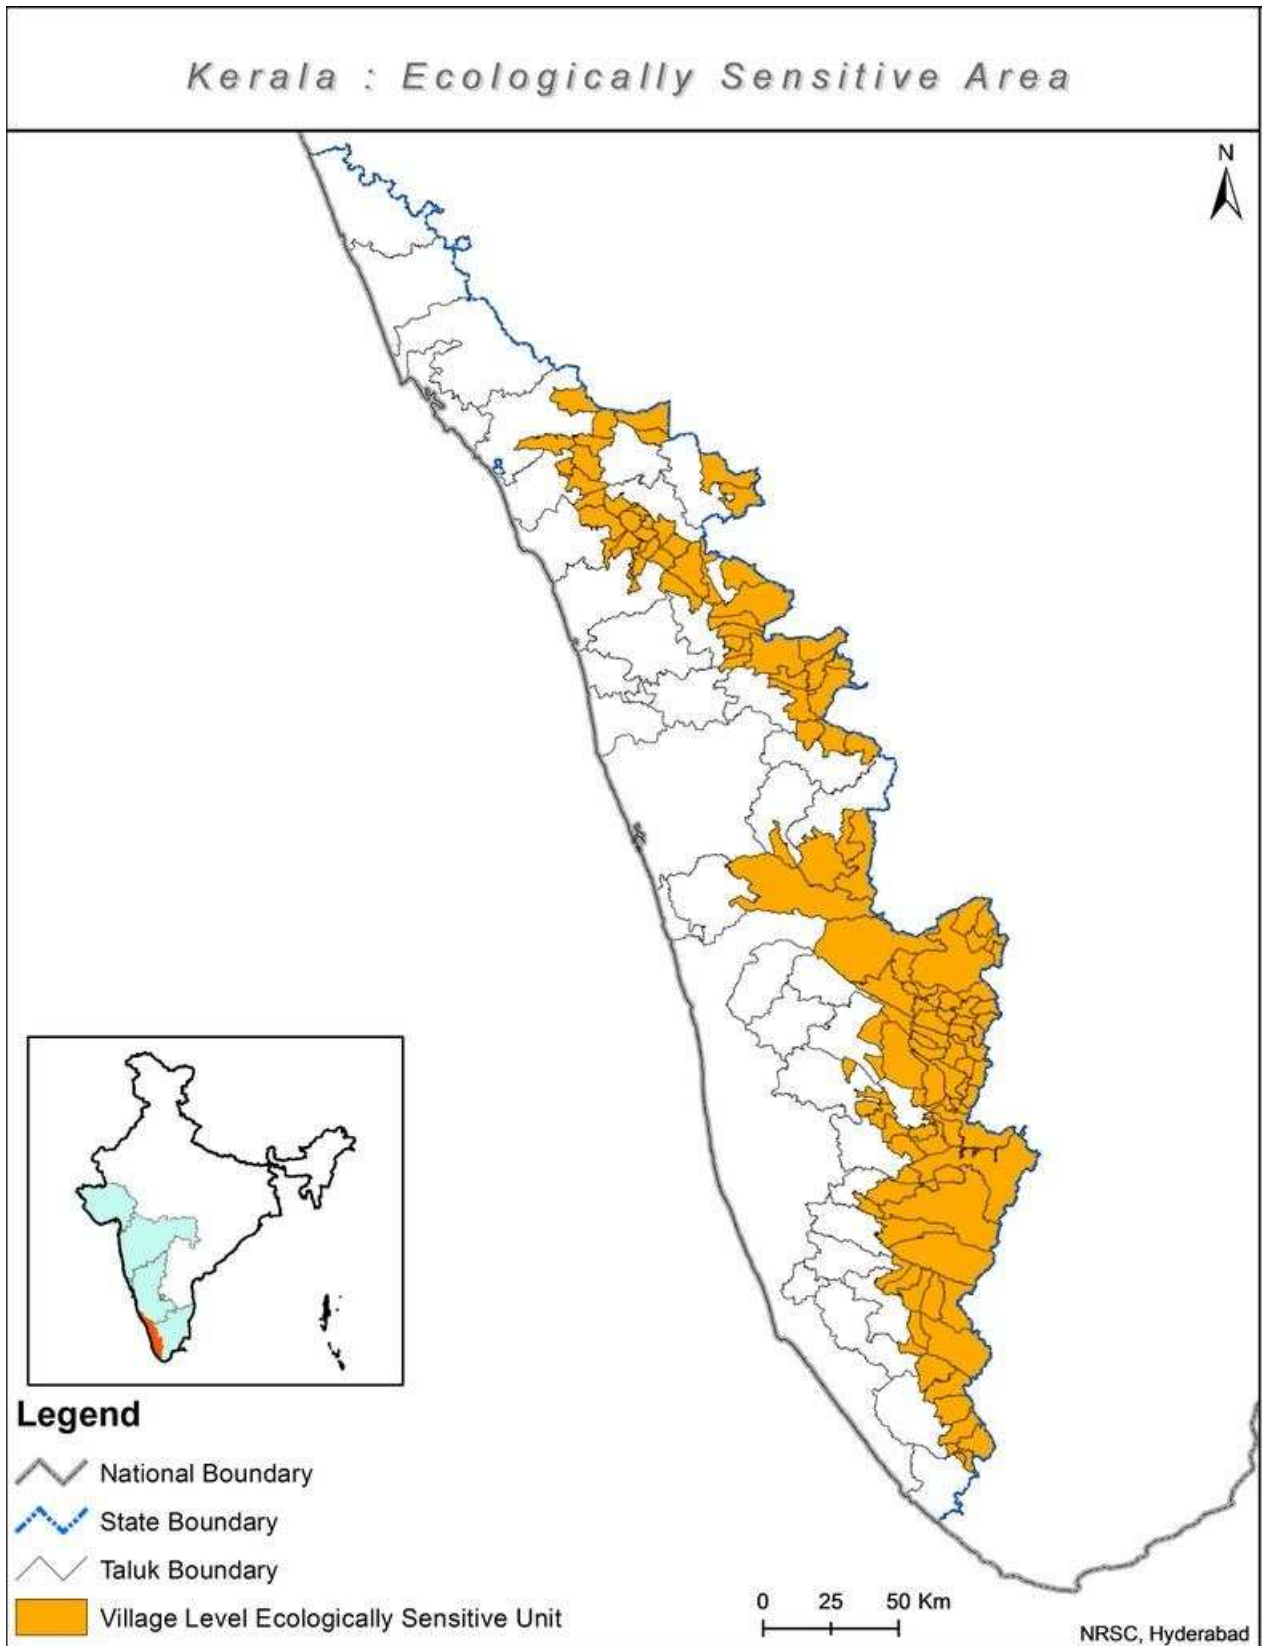 Kerala : Ecologically Sensitive Area
N
Legend
National Boundary
State Boundary
Taluk Boundary
Village Level Ecologically Sensitive Unit
0 25 50 Km
NRSC, Hyderabad